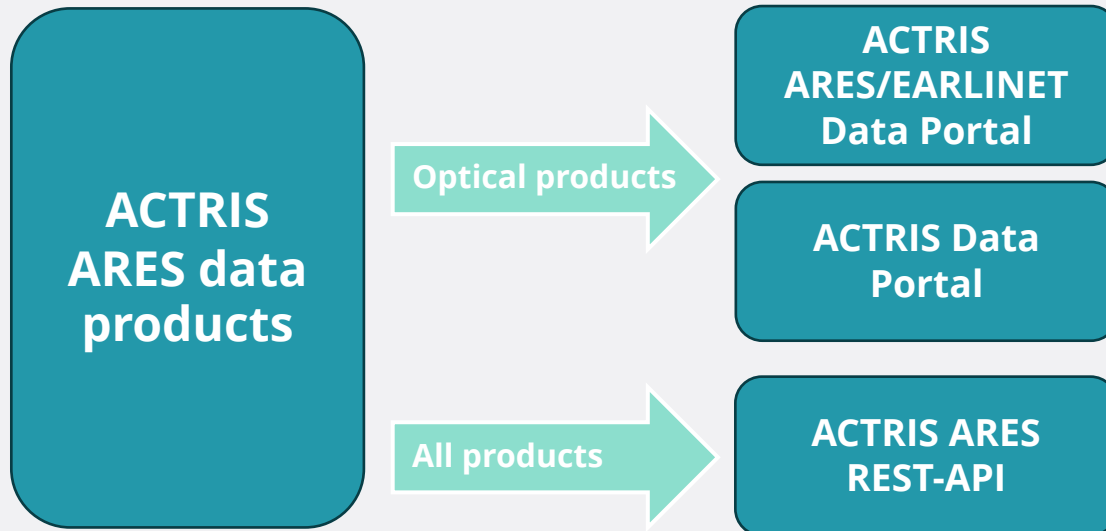 ACTRIS
ARES data
products
Optical products
All products
ACTRIS
ARES/EARLINET
Data Portal
ACTRIS Data
Portal
ACTRIS ARES
REST-API